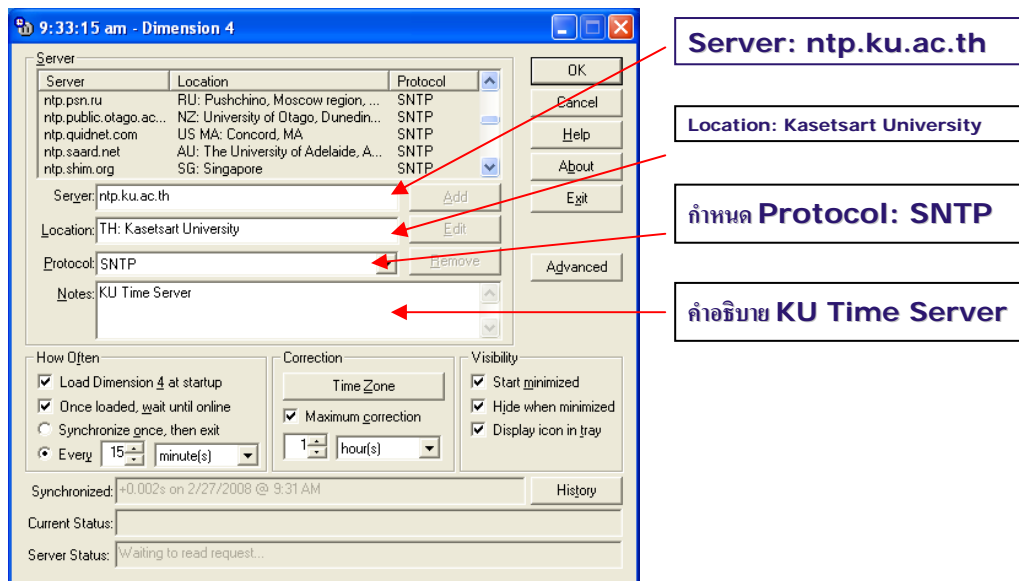 9:33:15 am - Dimension 4
Server
Server Location Protocol
ntp.psn.ru RU: Pushchino, Moscow region, ... SNTP
ntp.public.otago.ac... NZ: University of Otago, Dunedin... SNTP
ntp.quidnet.com US MA: Concord, MA SNTP
ntp.saard.net AU: The University of Adelaide, A... SNTP
ntp.shim.org SG: Singapore SNTP
Server: ntp.ku.ac.th
Add
Location: TH: Kasetsart University
Edit
Protocol: SNTP
Remove
Notes: KU Time Server
OK
Cancel
Help
About
Exit
Advanced
How Often
Load Dimension 4 at startup
Once loaded, wait until online
Synchronize once, then exit
Every 15 minute(s)
Correction
Time Zone
Maximum correction
1 hour(s)
Visibility
Start minimized
Hide when minimized
Display icon in tray
Synchronized: +0.002s on 2/27/2008 @ 9:31 AM
History
Current Status:
Server Status: Waiting to read request...
Server: ntp.ku.ac.th
Location: Kasetsart University
กำหนด Protocol: SNTP
คำอธิบาย KU Time Server